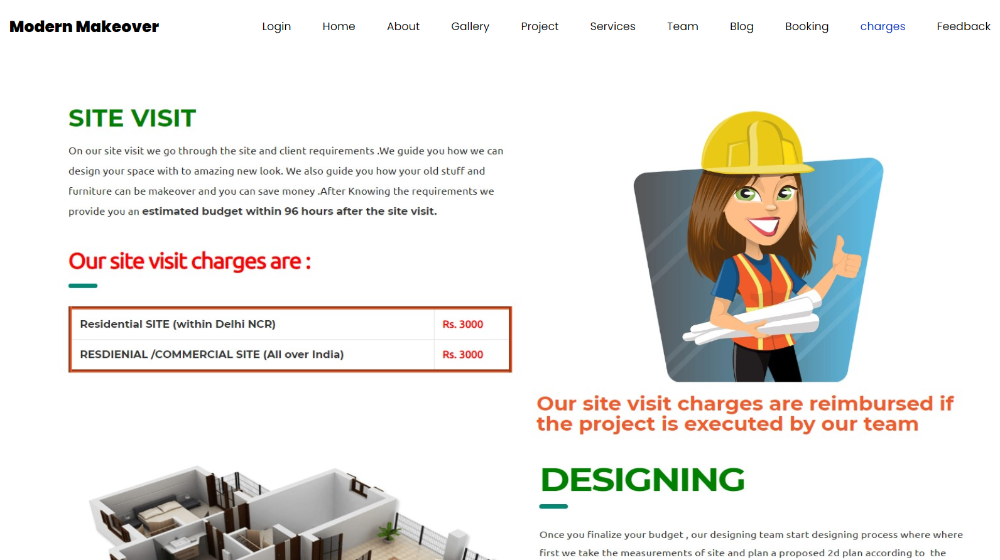 Modern Makeover
Login Home About Gallery Project Services Team Blog Booking charges Feedback
SITE VISIT
On our site visit we go through the site and client requirements .We guide you how we can
design your space with to amazing new look. We also guide you how your old stuff and
furniture can be makeover and you can save money .After Knowing the requirements we
provide you an estimated budget within 96 hours after the site visit.
Our site visit charges are :
Residential SITE (within Delhi NCR) Rs. 3000
RESDIENIAL /COMMERCIAL SITE (All over India) Rs. 3000
Our site visit charges are reimbursed if
the project is executed by our team
DESIGNING
Once you finalize your budget , our designing team start designing process where where
first we take the measurements of site and plan a proposed 2d plan according to the